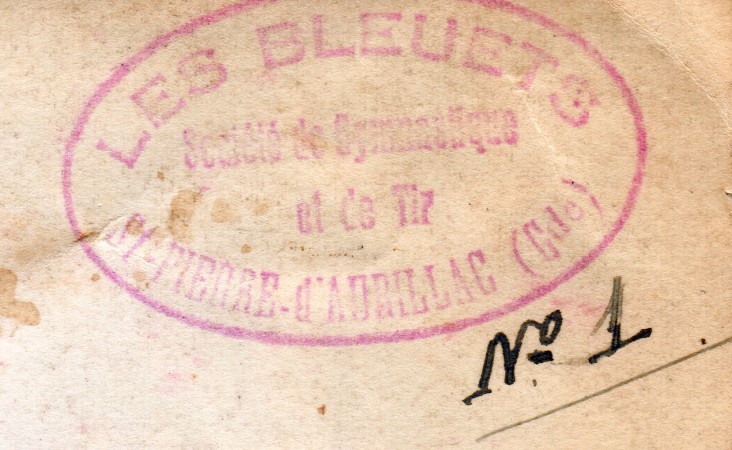 LES BLEUETS
Société de Gymnastique
et de Tir
St-PIERRE-d'AURILLAC (Gde)
No 1